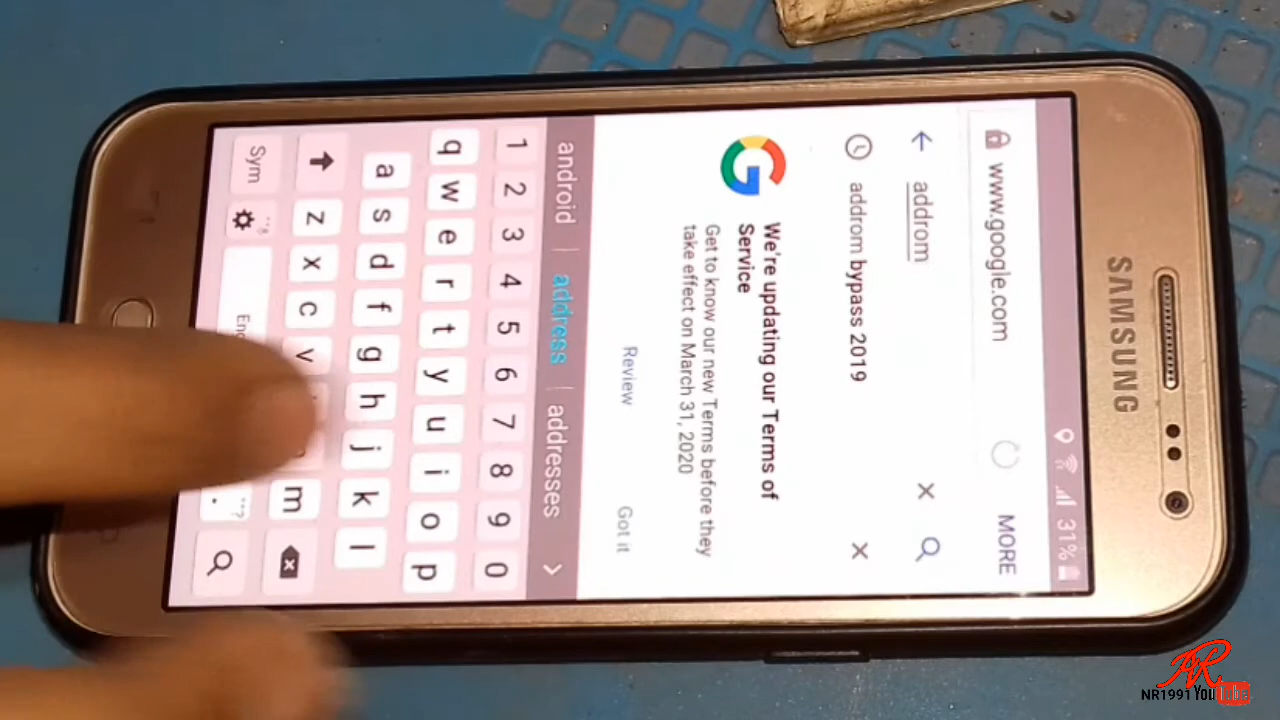 SAMSUNG
31%
www.google.com
MORE
addrom
addrom bypass 2019
We're updating our Terms of
Service
Get to know our new Terms before they
take effect on March 31, 2020
Review
Got it
android
address
addresses
1 2 3 4 5 6 7 8 9 0
q w e r t y u i o p
a s d f g h j k l
z x c v m
Sym
NR1991 YouTube